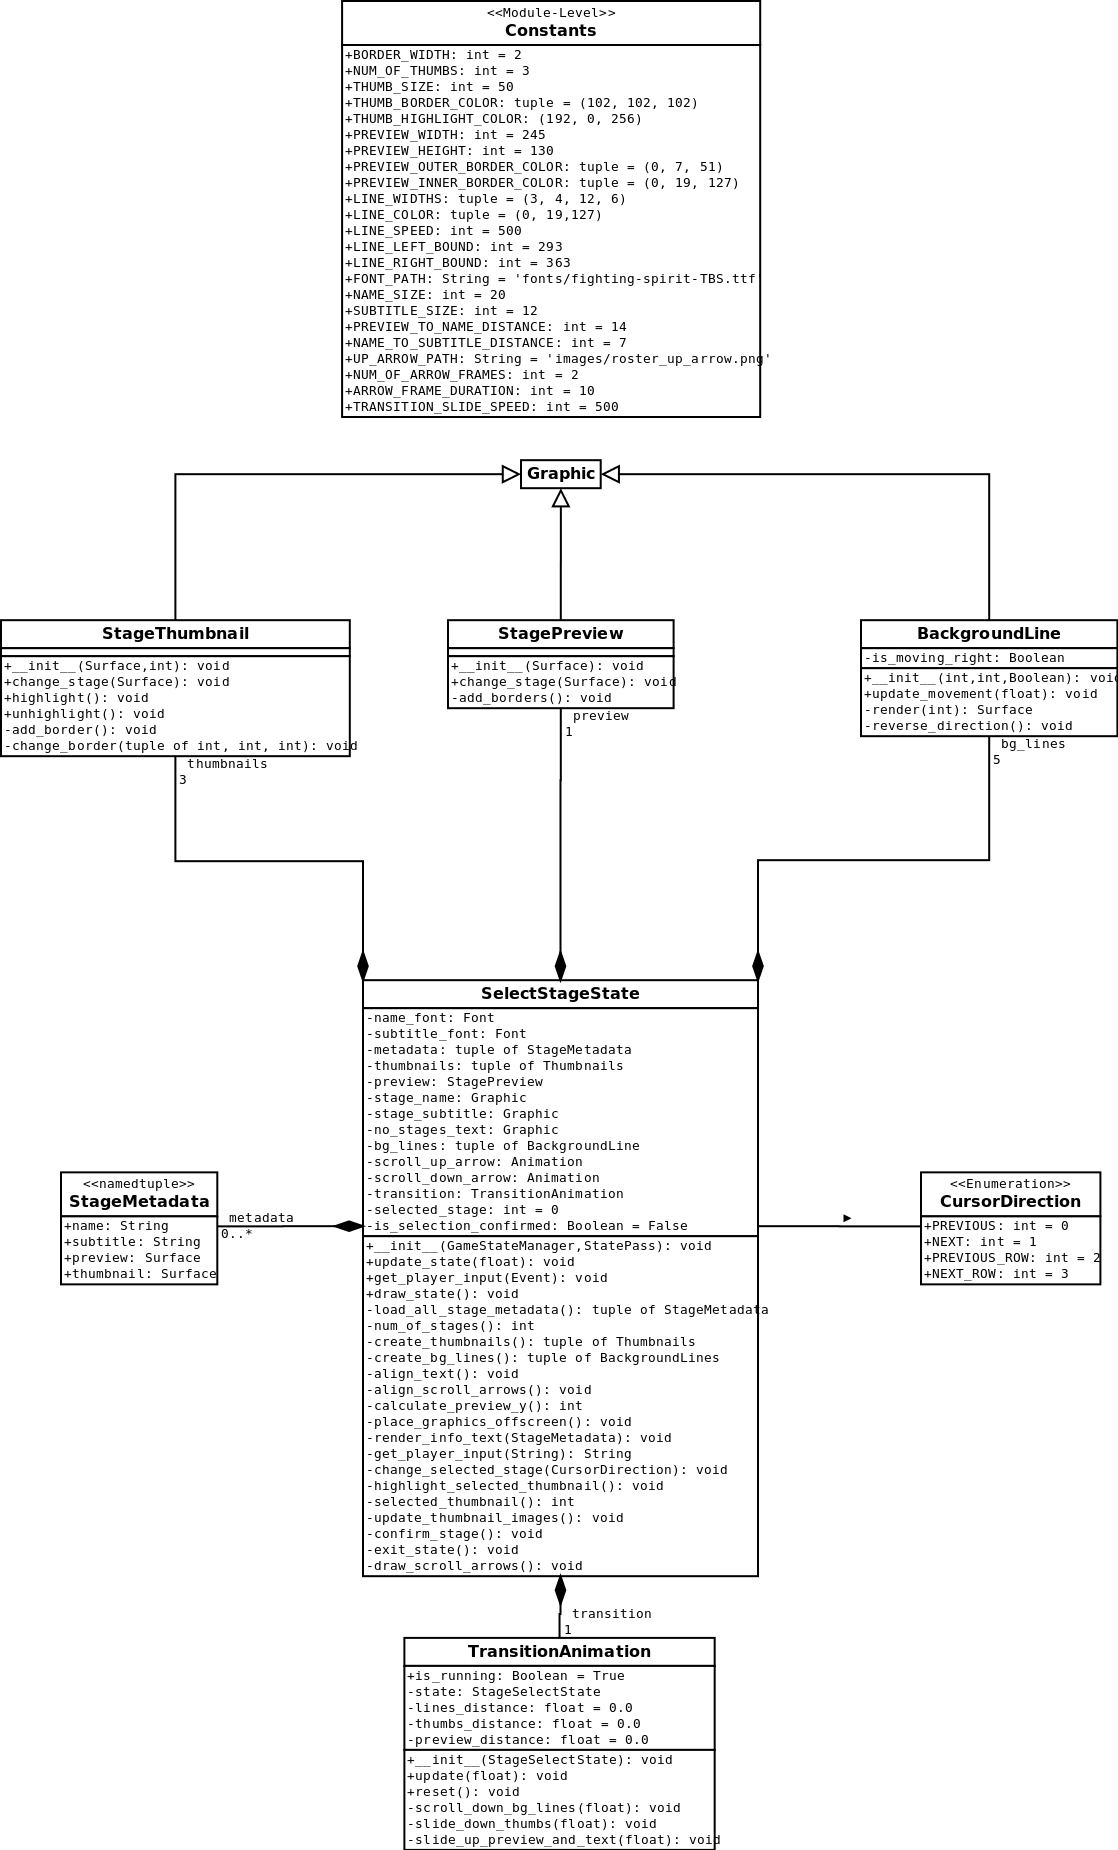 <<Module-Level>>
Constants
+BORDER_WIDTH: int = 2
+NUM_OF_THUMBS: int = 3
+THUMB_SIZE: int = 50
+THUMB_BORDER_COLOR: tuple = (102, 102, 102)
+THUMB_HIGHLIGHT_COLOR: (192, 0, 256)
+PREVIEW_WIDTH: int = 245
+PREVIEW_HEIGHT: int = 130
+PREVIEW_OUTER_BORDER_COLOR: tuple = (0, 7, 51)
+PREVIEW_INNER_BORDER_COLOR: tuple = (0, 19, 127)
+LINE_WIDTHS: tuple = (3, 4, 12, 6)
+LINE_COLOR: tuple = (0, 19,127)
+LINE_SPEED: int = 500
+LINE_LEFT_BOUND: int = 293
+LINE_RIGHT_BOUND: int = 363
+FONT_PATH: String = 'fonts/fighting-spirit-TBS.ttf'
+NAME_SIZE: int = 20
+SUBTITLE_SIZE: int = 12
+PREVIEW_TO_NAME_DISTANCE: int = 14
+NAME_TO_SUBTITLE_DISTANCE: int = 7
+UP_ARROW_PATH: String = 'images/roster_up_arrow.png'
+NUM_OF_ARROW_FRAMES: int = 2
+ARROW_FRAME_DURATION: int = 10
+TRANSITION_SLIDE_SPEED: int = 500
Graphic
StageThumbnail
+__init__(Surface,int): void
+change_stage(Surface): void
+highlight(): void
+unhighlight(): void
-add_border(): void
-change_border(tuple of int, int, int): void
thumbnails
3
StagePreview
+__init__(Surface): void
+change_stage(Surface): void
-add_borders(): void
preview
1
BackgroundLine
-is_moving_right: Boolean
+__init__(int,int,Boolean): void
+update_movement(float): void
-render(int): Surface
-reverse_direction(): void
bg_lines
5
SelectStageState
-name_font: Font
-subtitle_font: Font
-metadata: tuple of StageMetadata
-thumbnails: tuple of Thumbnails
-preview: StagePreview
-stage_name: Graphic
-stage_subtitle: Graphic
-no_stages_text: Graphic
-bg_lines: tuple of BackgroundLine
-scroll_up_arrow: Animation
-scroll_down_arrow: Animation
-transition: TransitionAnimation
-selected_stage: int = 0
-is_selection_confirmed: Boolean = False
+__init__(GameStateManager,StatePass): void
+update_state(float): void
+get_player_input(Event): void
+draw_state(): void
-load_all_stage_metadata(): tuple of StageMetadata
-num_of_stages(): int
-create_thumbnails(): tuple of Thumbnails
-create_bg_lines(): tuple of BackgroundLines
-align_text(): void
-align_scroll_arrows(): void
-calculate_preview_y(): int
-place_graphics_offscreen(): void
-render_info_text(StageMetadata): void
-get_player_input(String): String
-change_selected_stage(CursorDirection): void
-highlight_selected_thumbnail(): void
-selected_thumbnail(): int
-update_thumbnail_images(): void
-confirm_stage(): void
-exit_state(): void
-draw_scroll_arrows(): void
<<namedtuple>>
StageMetadata
+name: String
+subtitle: String
+preview: Surface
+thumbnail: Surface
metadata
0..*
<<Enumeration>>
CursorDirection
+PREVIOUS: int = 0
+NEXT: int = 1
+PREVIOUS_ROW: int = 2
+NEXT_ROW: int = 3
transition
1
TransitionAnimation
+is_running: Boolean = True
-state: StageSelectState
-lines_distance: float = 0.0
-thumbs_distance: float = 0.0
-preview_distance: float = 0.0
+__init__(StageSelectState): void
+update(float): void
+reset(): void
-scroll_down_bg_lines(float): void
-slide_down_thumbs(float): void
-slide_up_preview_and_text(float): void